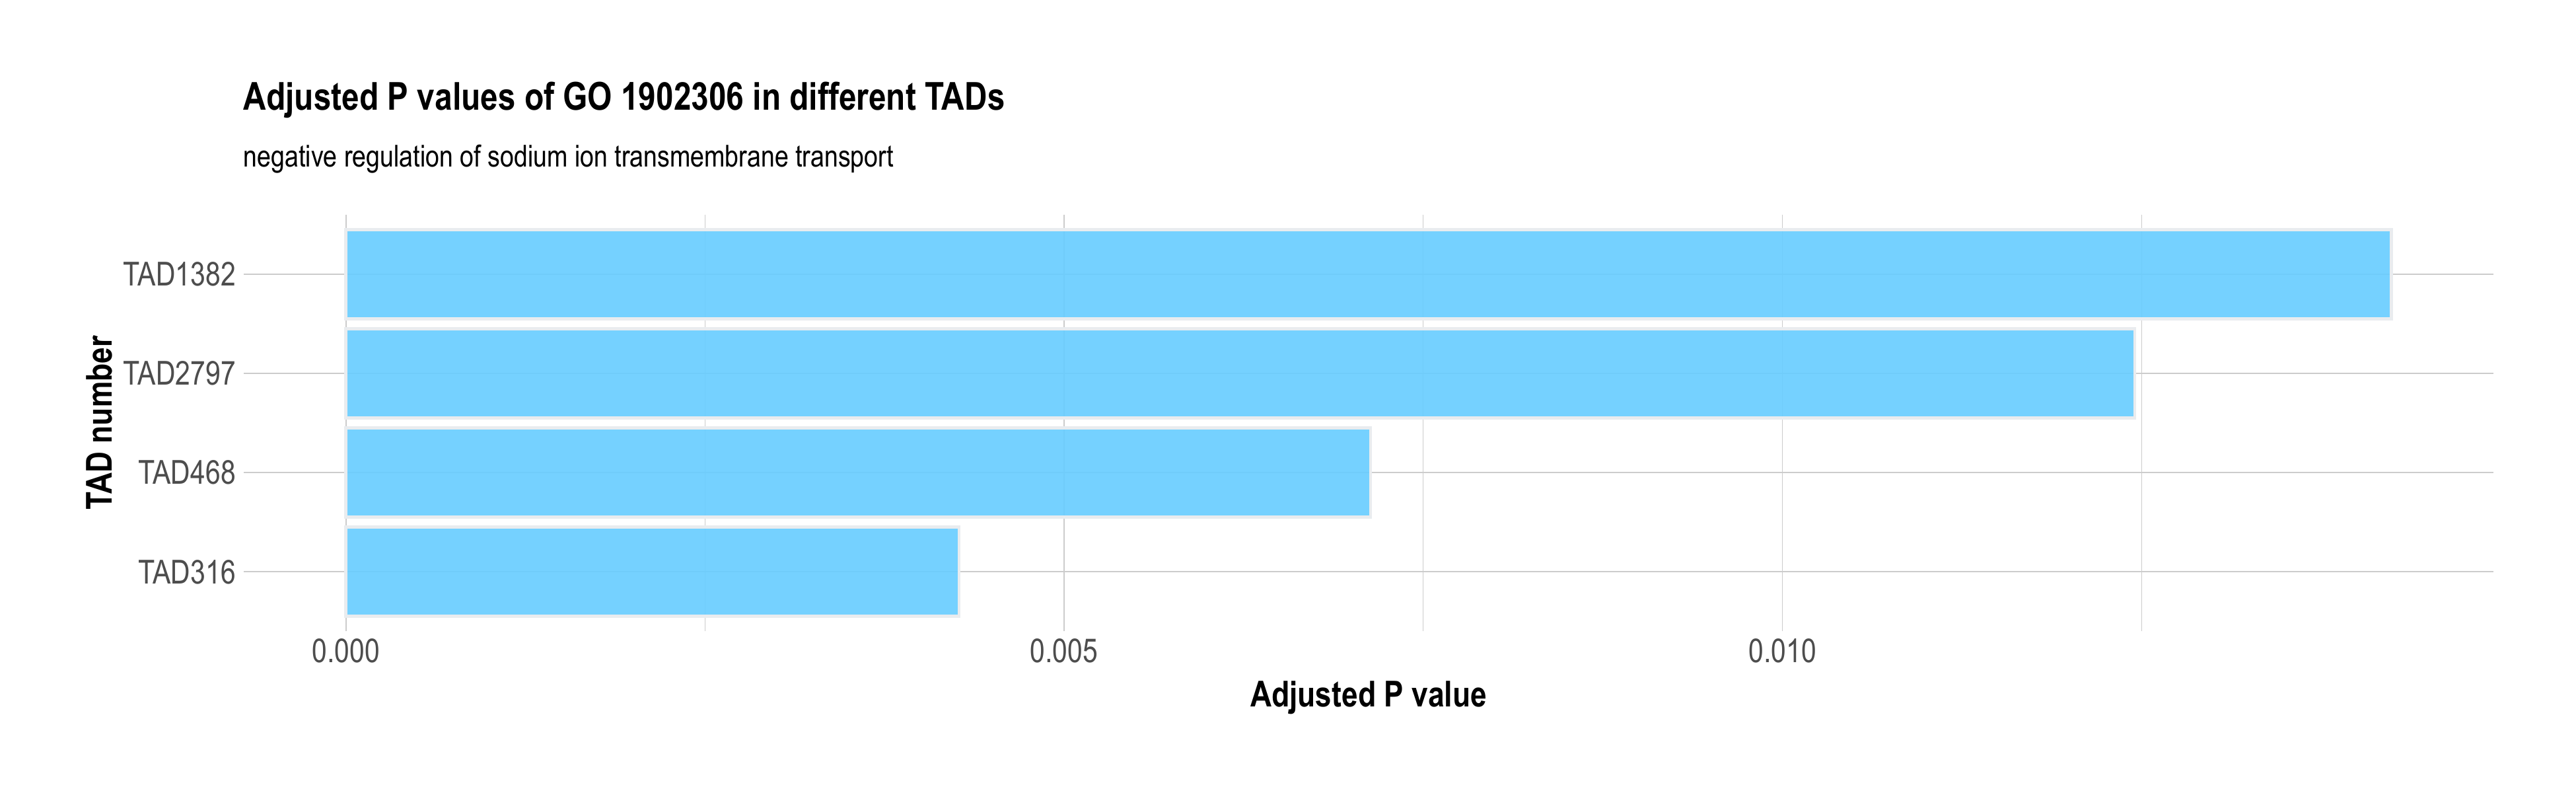 Adjusted P values of GO 1902306 in different TADs
negative regulation of sodium ion transmembrane transport
TAD number
TAD1382
TAD2797
TAD468
TAD316
0.000 0.005 0.010
Adjusted P value